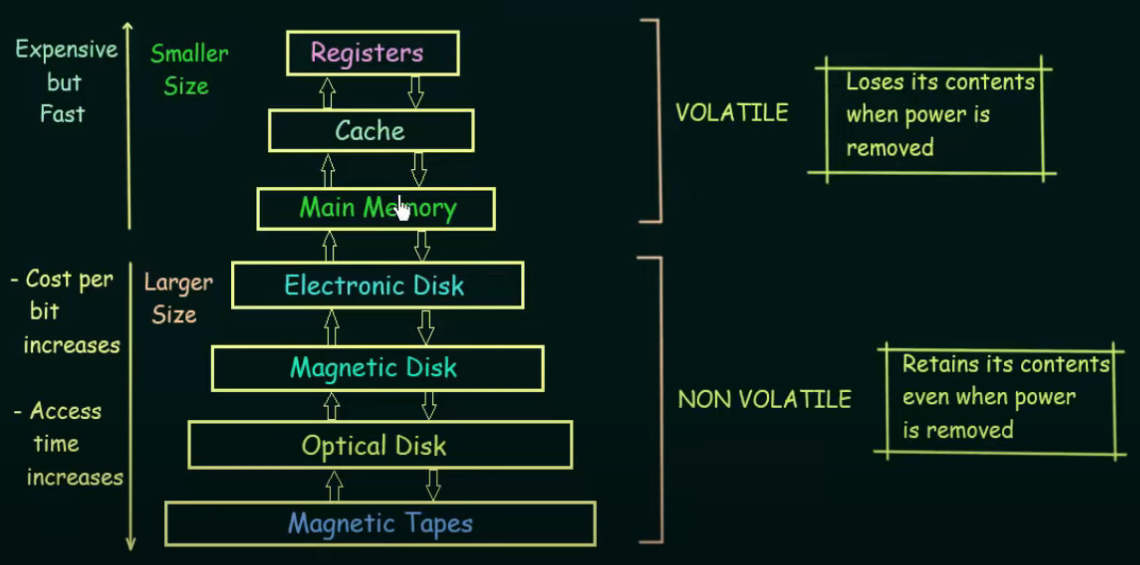 Expensive
but
Fast
Smaller
Size
Registers
Cache
Main Memory
VOLATILE
Loses its contents
when power is
removed
- Cost per
bit
increases
- Access
time
increases
Larger
Size
Electronic Disk
Magnetic Disk
Optical Disk
Magnetic Tapes
NON VOLATILE
Retains its contents
even when power
is removed